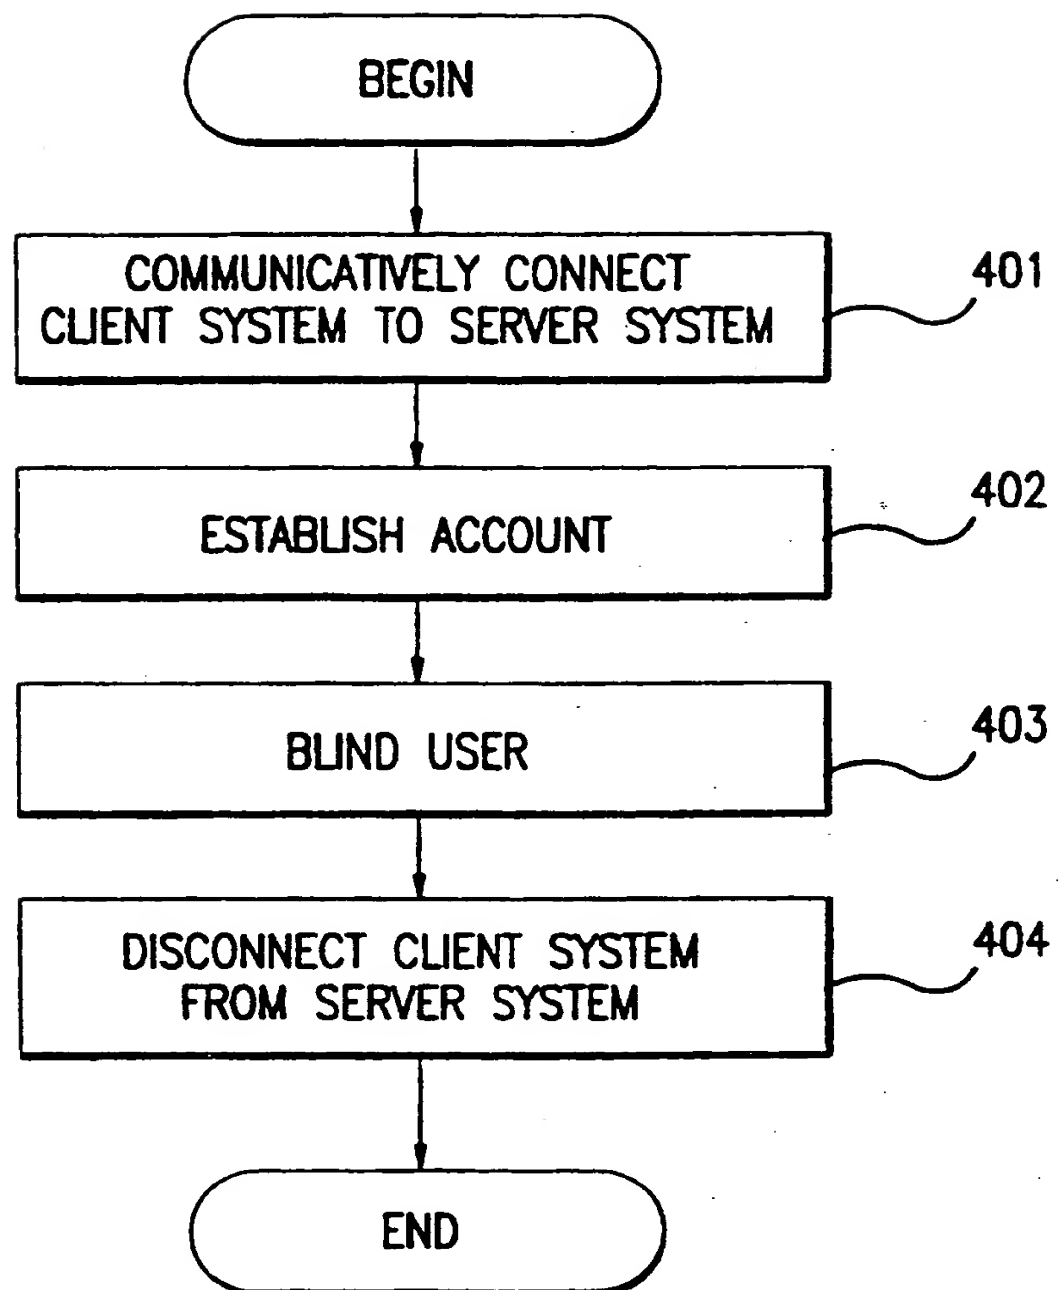 BEGIN
COMMUNICATIVELY CONNECT
CLIENT SYSTEM TO SERVER SYSTEM
401
ESTABLISH ACCOUNT
402
BLIND USER
403
DISCONNECT CLIENT SYSTEM
FROM SERVER SYSTEM
404
END